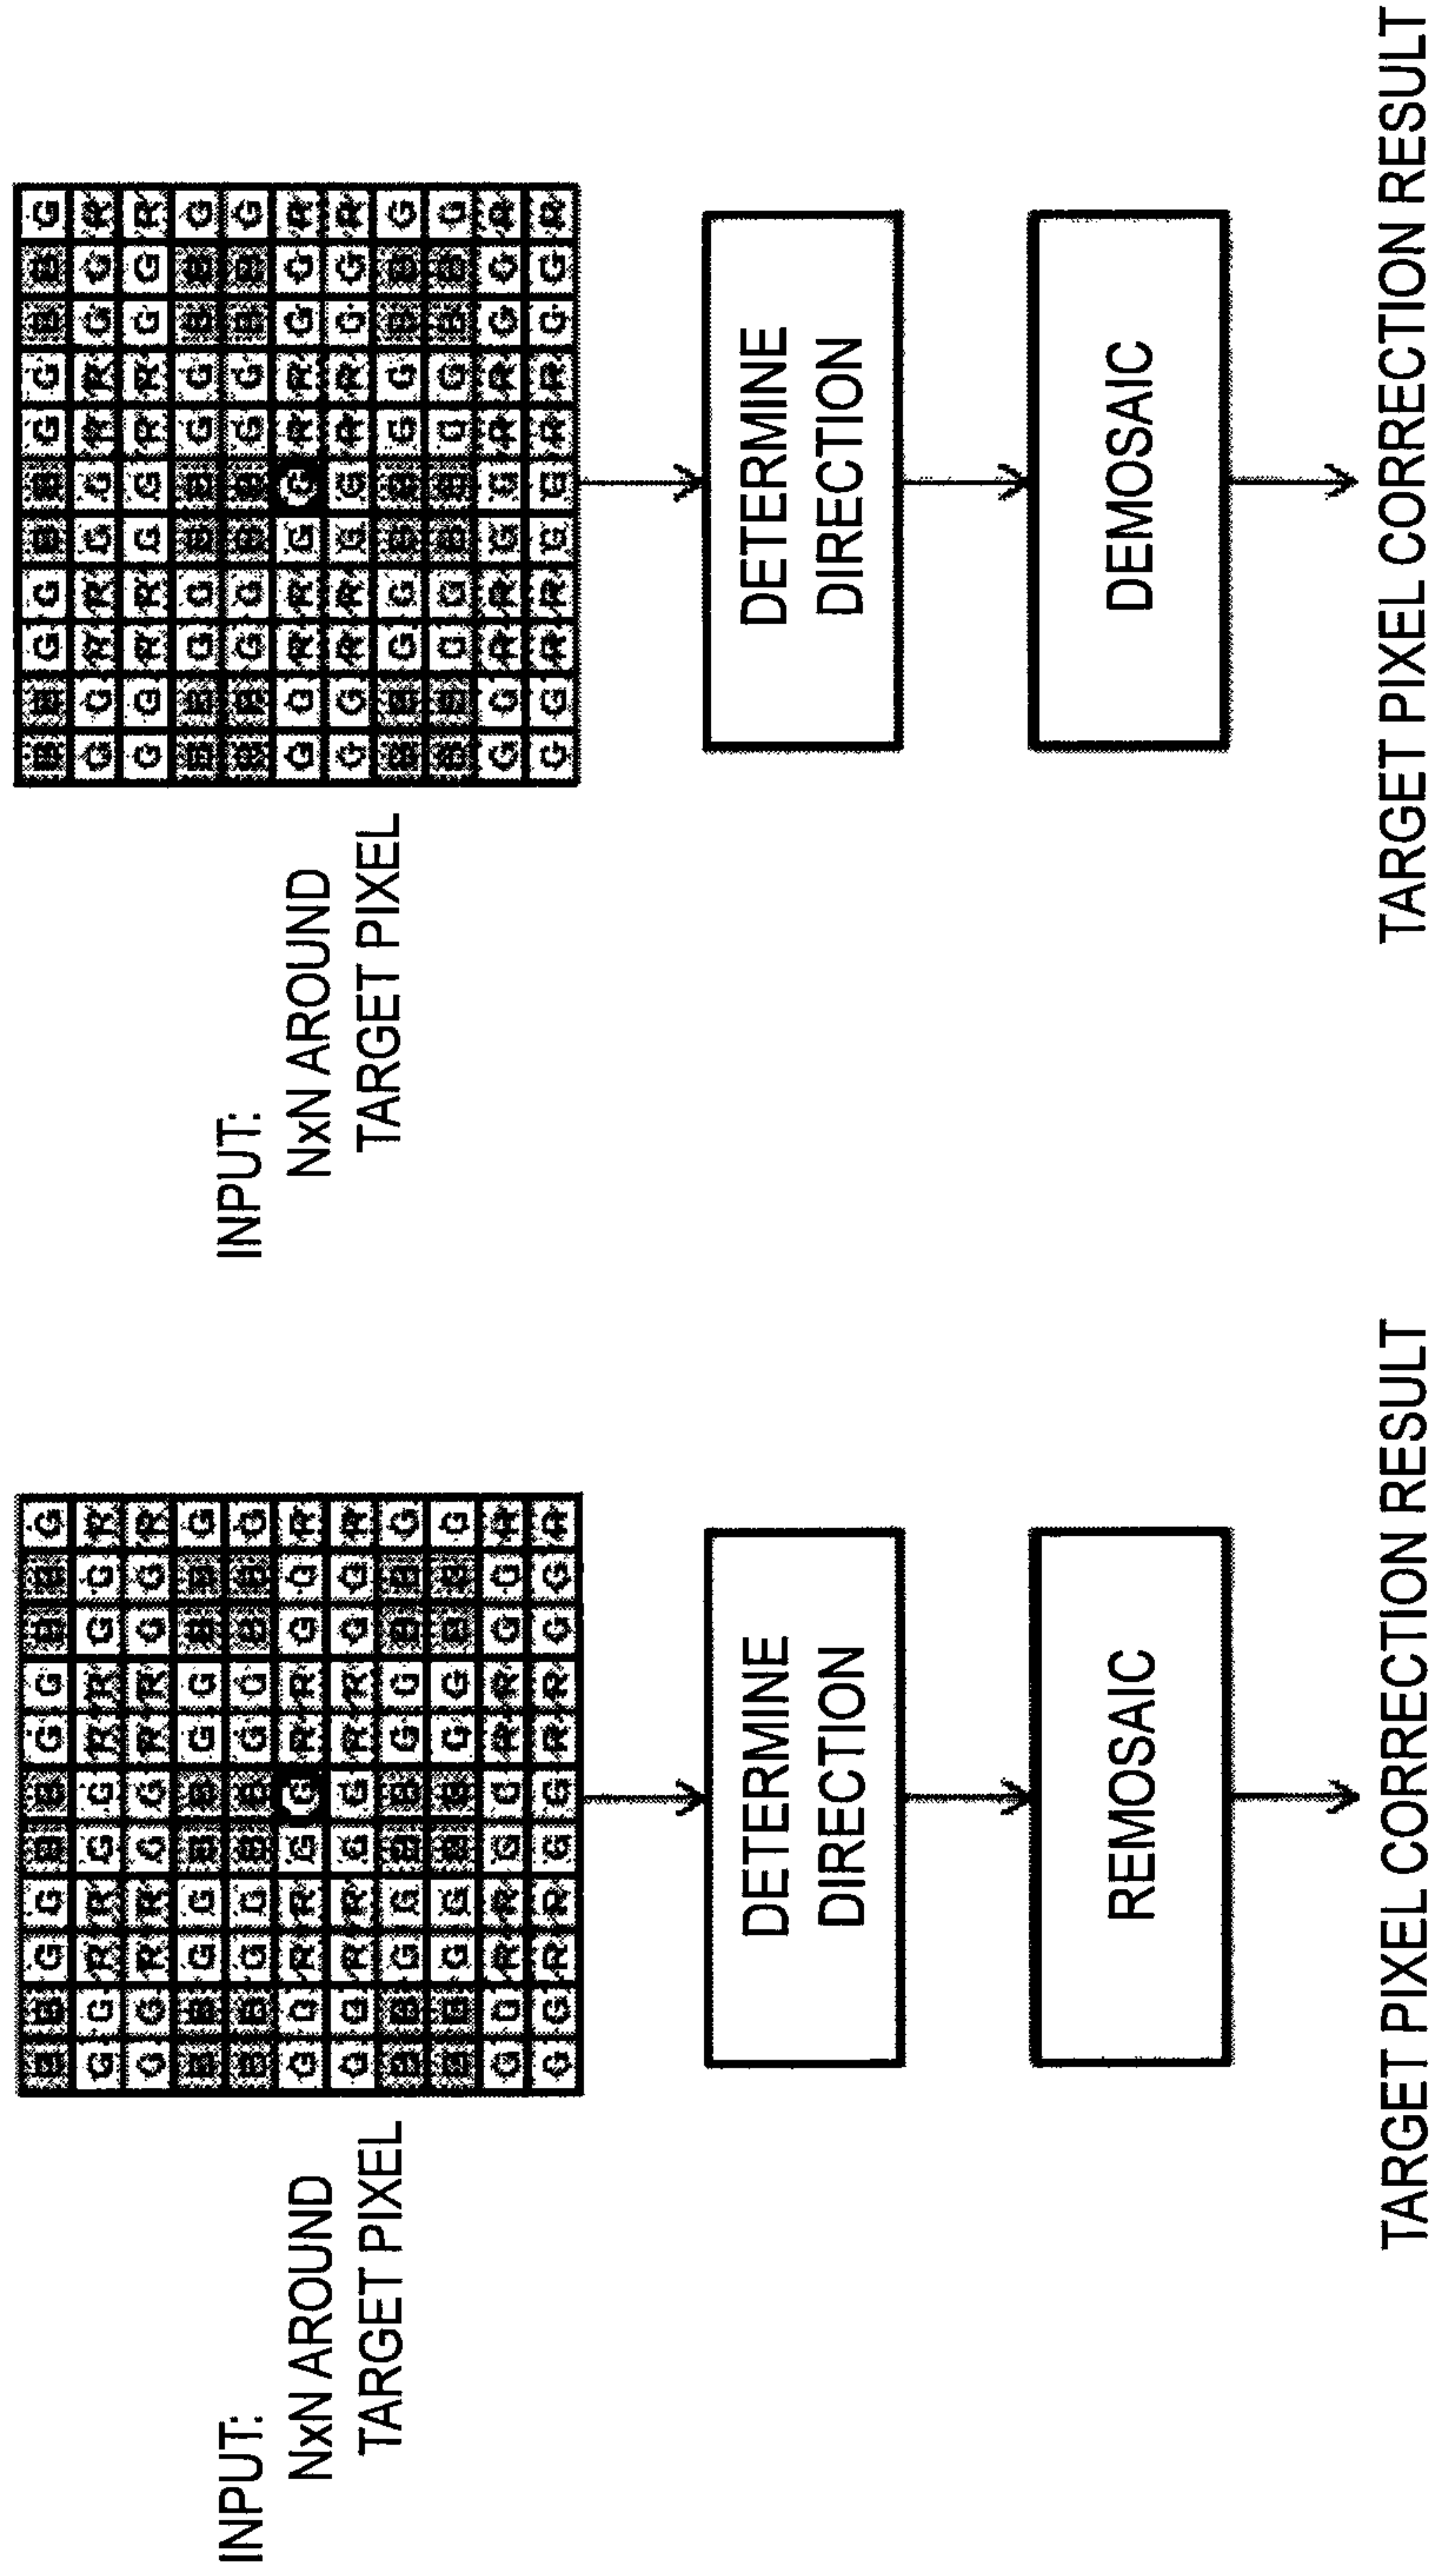 INPUT:
NxN AROUND
TARGET PIXEL
B B G G B B G G B B G
G G R R G G R R G G R
G G R R G G R R G G R
B B G G B B G G B B G
B B G G B B G G B B G
G G R R G G R R G G R
G G R R G G R R G G R
B B G G B B G G B B G
B B G G B B G G B B G
G G R R G G R R G G R
G G R R G G R R G G R
DETERMINE
DIRECTION
REMOSAIC
TARGET PIXEL CORRECTION RESULT
INPUT:
NxN AROUND
TARGET PIXEL
B B G G B B G G B B G
G G R R G G R R G G R
G G R R G G R R G G R
B B G G B B G G B B G
B B G G B B G G B B G
G G R R G G R R G G R
G G R R G G R R G G R
B B G G B B G G B B G
B B G G B B G G B B G
G G R R G G R R G G R
G G R R G G R R G G R
DETERMINE
DIRECTION
DEMOSAIC
TARGET PIXEL CORRECTION RESULT